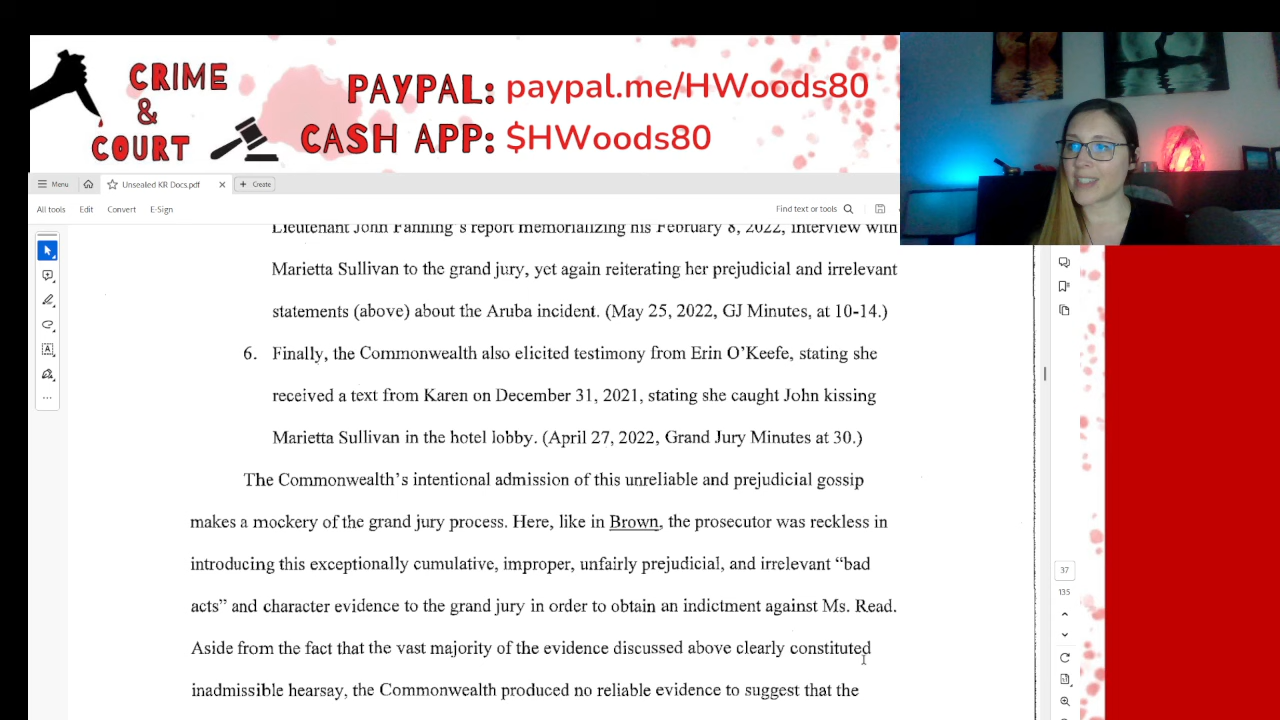 CRIME
&
COURT
PAYPAL: paypal.me/HWoods80
CASH APP: $HWoods80
Menu
Unsealed KR Docs.pdf
Create
All tools
Edit
Convert
E-Sign
Find text or tools
Lieutenant John Fanning's report memorializing his February 8, 2022, interview with
Marietta Sullivan to the grand jury, yet again reiterating her prejudicial and irrelevant
statements (above) about the Aruba incident. (May 25, 2022, GJ Minutes, at 10-14.)
6. Finally, the Commonwealth also elicited testimony from Erin O'Keefe, stating she
received a text from Karen on December 31, 2021, stating she caught John kissing
Marietta Sullivan in the hotel lobby. (April 27, 2022, Grand Jury Minutes at 30.)
The Commonwealth's intentional admission of this unreliable and prejudicial gossip
makes a mockery of the grand jury process. Here, like in Brown, the prosecutor was reckless in
introducing this exceptionally cumulative, improper, unfairly prejudicial, and irrelevant “bad
acts” and character evidence to the grand jury in order to obtain an indictment against Ms. Read.
Aside from the fact that the vast majority of the evidence discussed above clearly constituted
inadmissible hearsay, the Commonwealth produced no reliable evidence to suggest that the
37
135